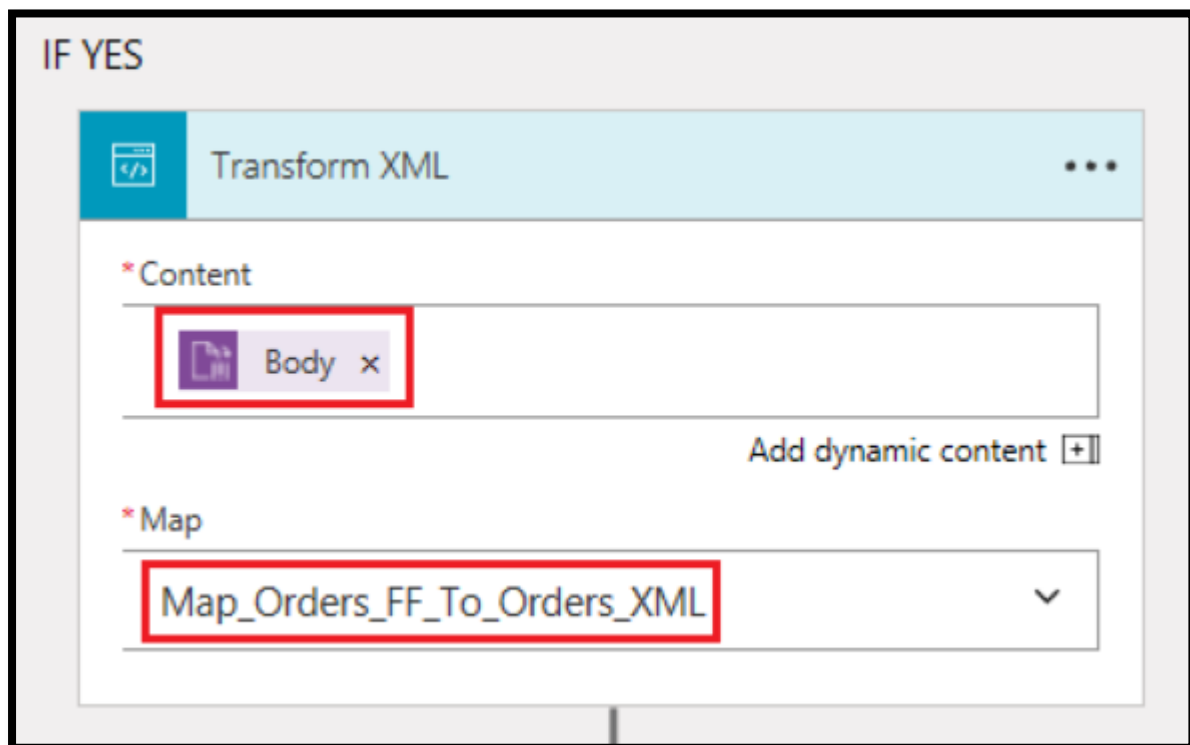 IF YES
Transform XML
*Content
Body ×
Add dynamic content
*Map
Map_Orders_FF_To_Orders_XML